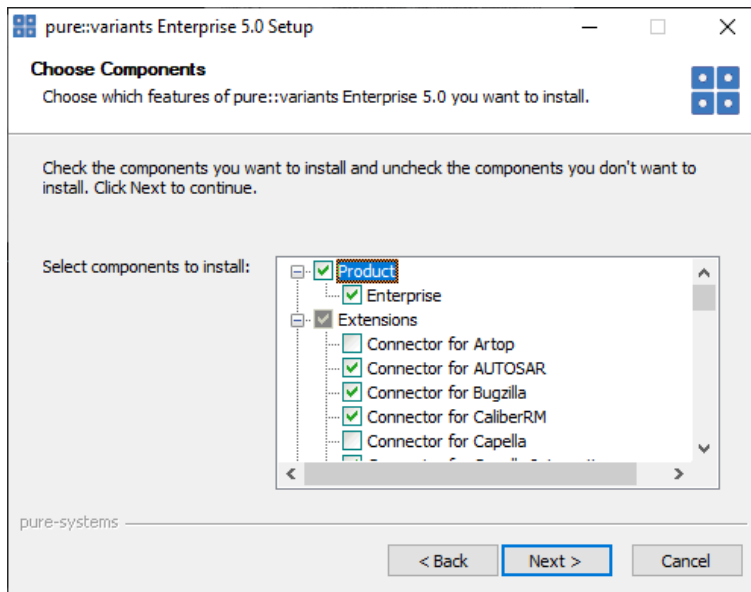 pure::variants Enterprise 5.0 Setup
Choose Components
Choose which features of pure::variants Enterprise 5.0 you want to install.
Check the components you want to install and uncheck the components you don't want to
install. Click Next to continue.
Select components to install:
Product
Enterprise
Extensions
Connector for Artop
Connector for AUTOSAR
Connector for Bugzilla
Connector for CaliberRM
Connector for Capella
pure-systems
< Back
Next >
Cancel